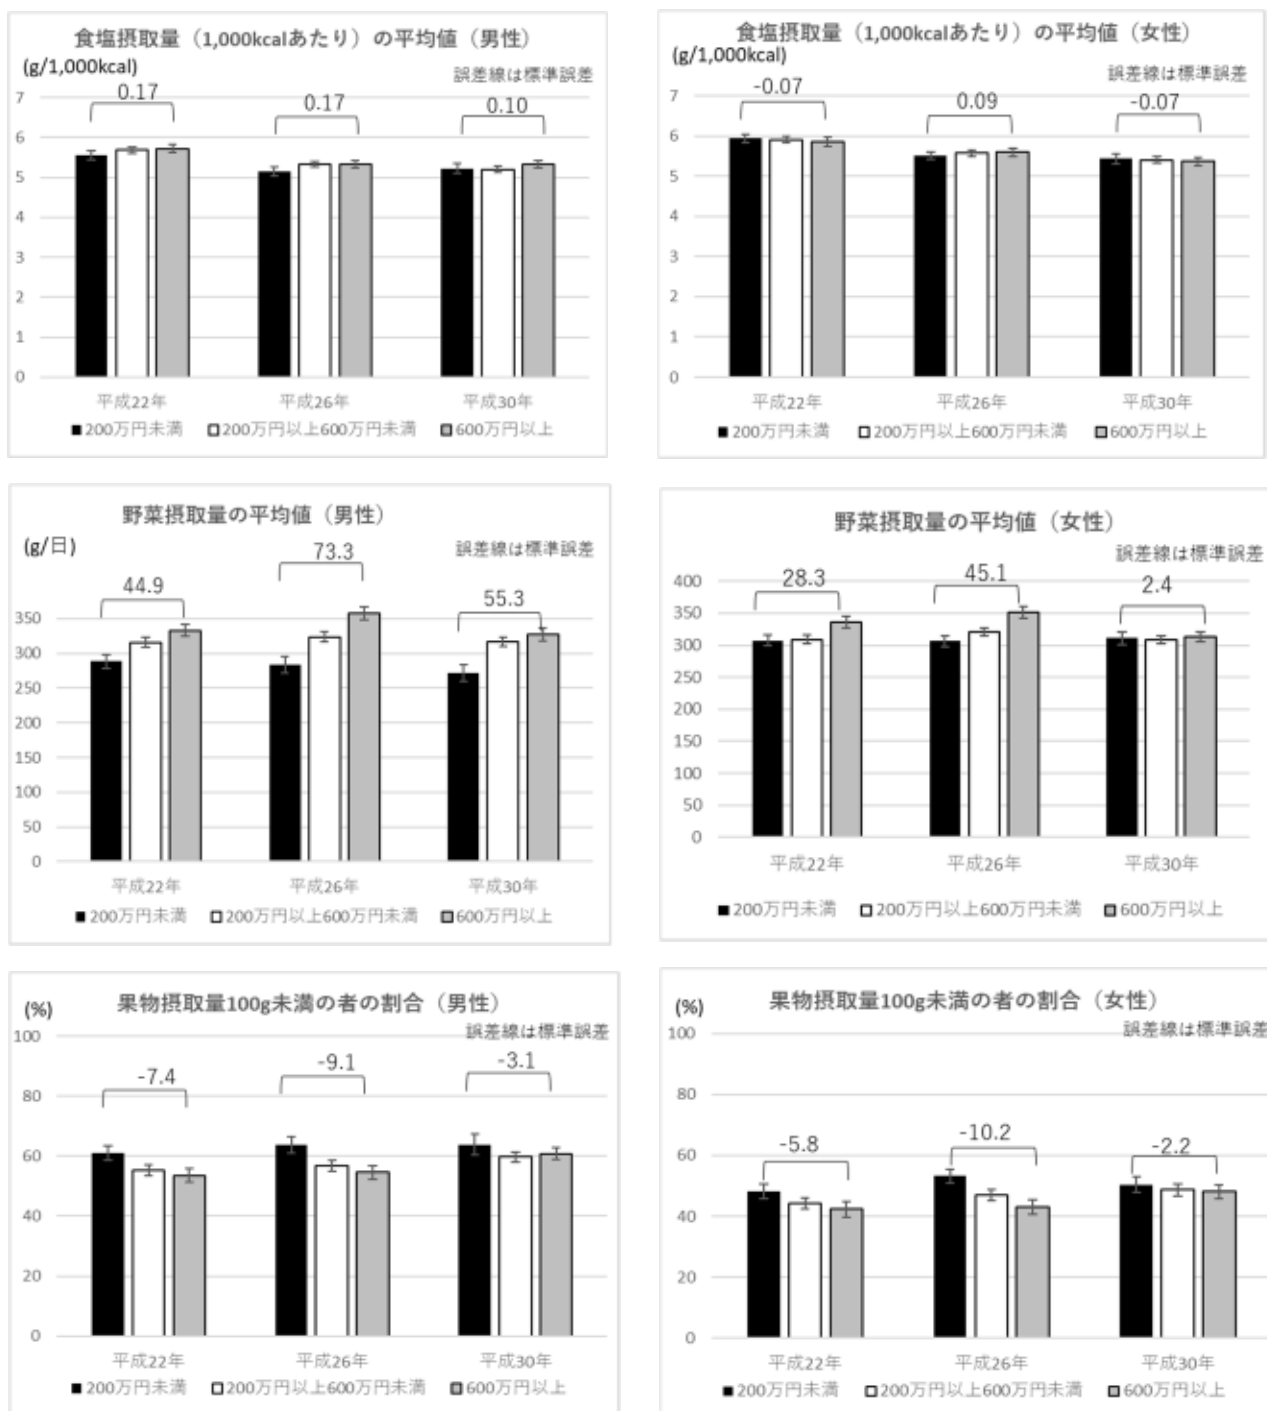 食塩摂取量（1,000kcalあたり）の平均値（男性）
(g/1,000kcal)
誤差線は標準誤差
7
6
5
4
3
2
1
0
0.17
0.17
0.10
平成22年
平成26年
平成30年
■200万円未満 □200万円以上600万円未満 ■600万円以上
食塩摂取量（1,000kcalあたり）の平均値（女性）
(g/1,000kcal)
誤差線は標準誤差
7
6
5
4
3
2
1
0
-0.07
0.09
-0.07
平成22年
平成26年
平成30年
■200万円未満 □200万円以上600万円未満 ■600万円以上
野菜摂取量の平均値（男性）
(g/日)
誤差線は標準誤差
350
300
250
200
150
100
50
0
44.9
73.3
55.3
平成22年
平成26年
平成30年
■200万円未満 □200万円以上600万円未満 ■600万円以上
野菜摂取量の平均値（女性）
誤差線は標準誤差
400
350
300
250
200
150
100
50
0
28.3
45.1
2.4
平成22年
平成26年
平成30年
■200万円未満 □200万円以上600万円未満 ■600万円以上
果物摂取量100g未満の者の割合（男性）
(%)
誤差線は標準誤差
100
80
60
40
20
0
-7.4
-9.1
-3.1
平成22年
平成26年
平成30年
■200万円未満 □200万円以上600万円未満 ■600万円以上
果物摂取量100g未満の者の割合（女性）
(%)
誤差線は標準誤差
100
80
60
40
20
0
-5.8
-10.2
-2.2
平成22年
平成26年
平成30年
■200万円未満 □200万円以上600万円未満 ■600万円以上